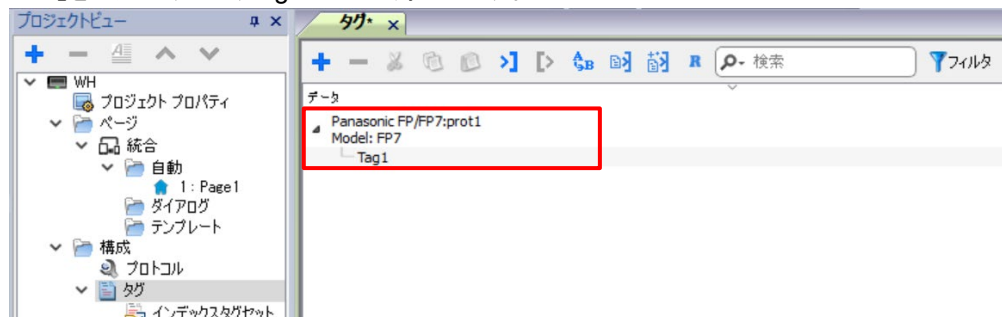 プロジェクトビュー
WH
プロジェクト プロパティ
ページ
統合
自動
1 : Page1
ダイアログ
テンプレート
構成
プロトコル
タグ
インデックスタグセット
タグ*
検索
フィルタ
データ
Panasonic FP/FP7:prot1
Model: FP7
Tag1